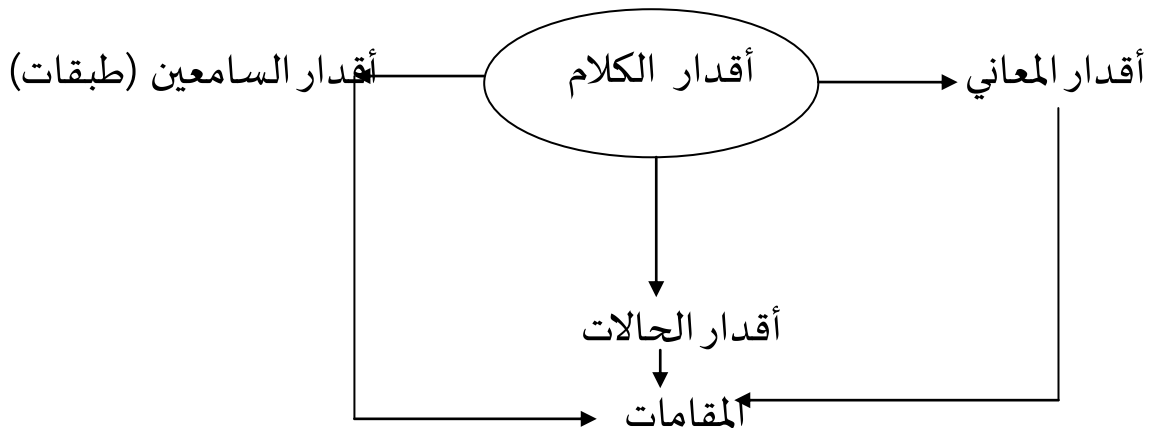 أقدار المعاني
أقدار الكلام
أقدار السامعين (طبقات)
أقدار الحالات
المقامات